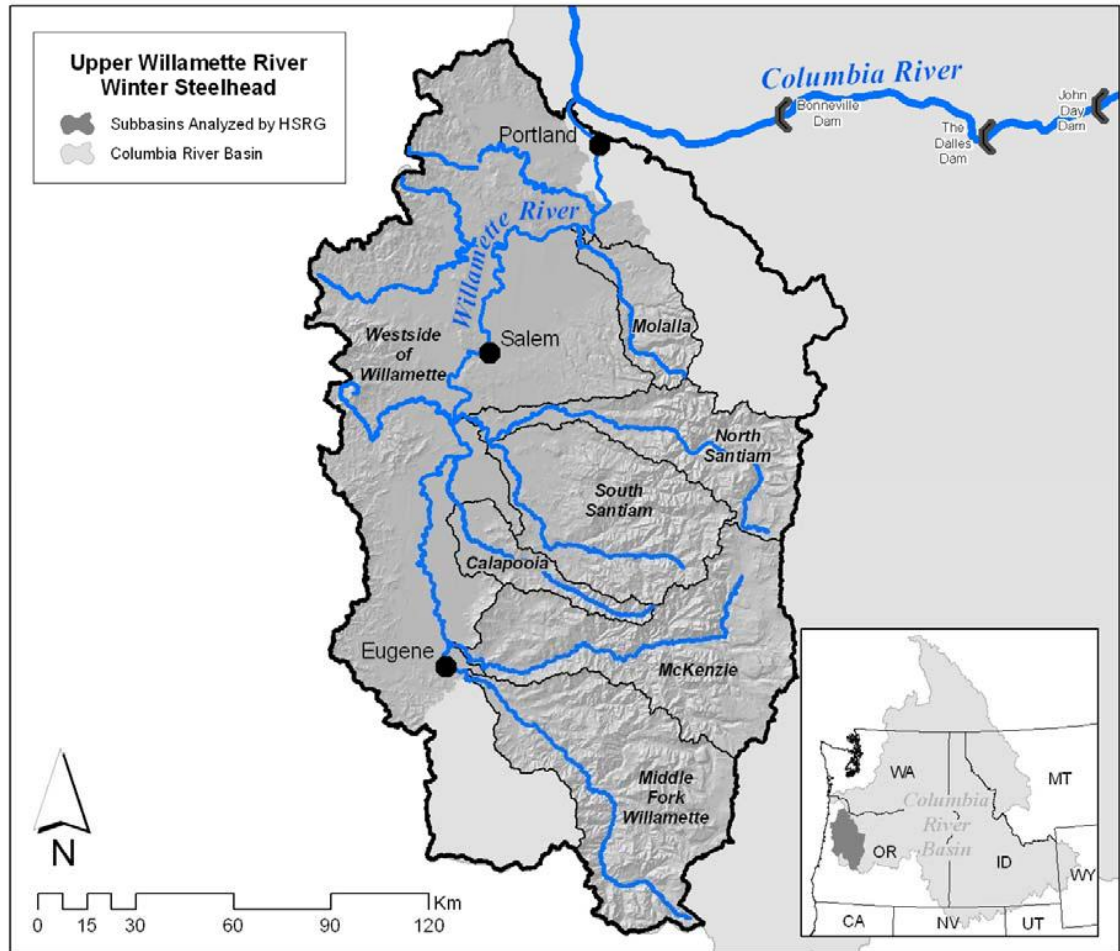 Upper Willamette River
Winter Steelhead
Subbasins Analyzed by HSRG
Columbia River Basin
Columbia River
Bonneville
Dam
The
Dalles
Dam
John
Day
Dam
Portland
Willamette River
Molalla
Salem
Westside
of
Willamette
North
Santiam
South
Santiam
Calapooia
Eugene
McKenzie
Middle
Fork
Willamette
N
0 15 30 60 90 120 Km
WA
MT
Columbia
River
Basin
OR
ID
WY
CA
NV
UT